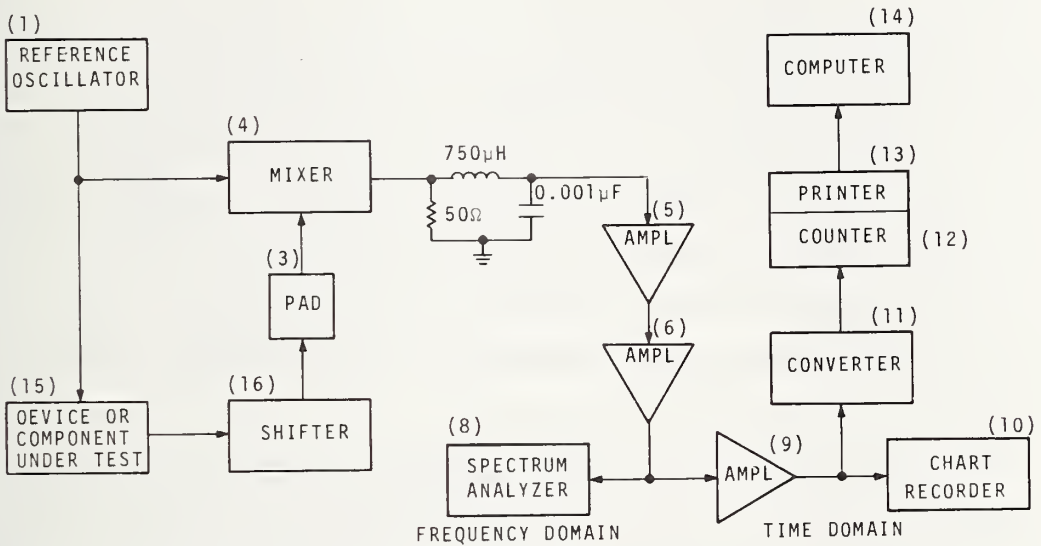 (1)
REFERENCE
OSCILLATOR
(4)
MIXER
750μH
50Ω
0.001μF
(3)
PAD
(15)
OEVICE OR
COMPONENT
UNDER TEST
(16)
SHIFTER
(5)
AMPL
(6)
AMPL
(8)
SPECTRUM
ANALYZER
FREQUENCY DOMAIN
(9)
AMPL
TIME DOMAIN
(14)
COMPUTER
(13)
PRINTER
COUNTER
(12)
(11)
CONVERTER
(10)
CHART
RECORDER